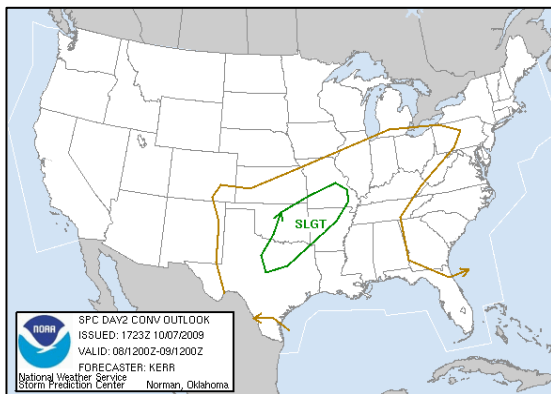 SLGT
NOAA
SPC DAY2 CONV OUTLOOK
ISSUED: 1723Z 10/07/2009
VALID: 08/1200Z-09/1200Z
FORECASTER: KERR
National Weather Service
Storm Prediction Center Norman, Oklahoma